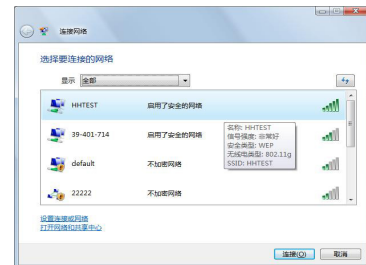 连接网络
选择要连接的网络
显示 全部
HHTEST 启用了安全的网络
39-401-714 启用了安全的网络
名称: HHTEST
信号强度: 非常好
安全类型: WEP
无线电类型: 802.11g
SSID: HHTEST
default 不加密网络
22222 不加密网络
设置连接或网络
打开网络和共享中心
连接(O) 取消